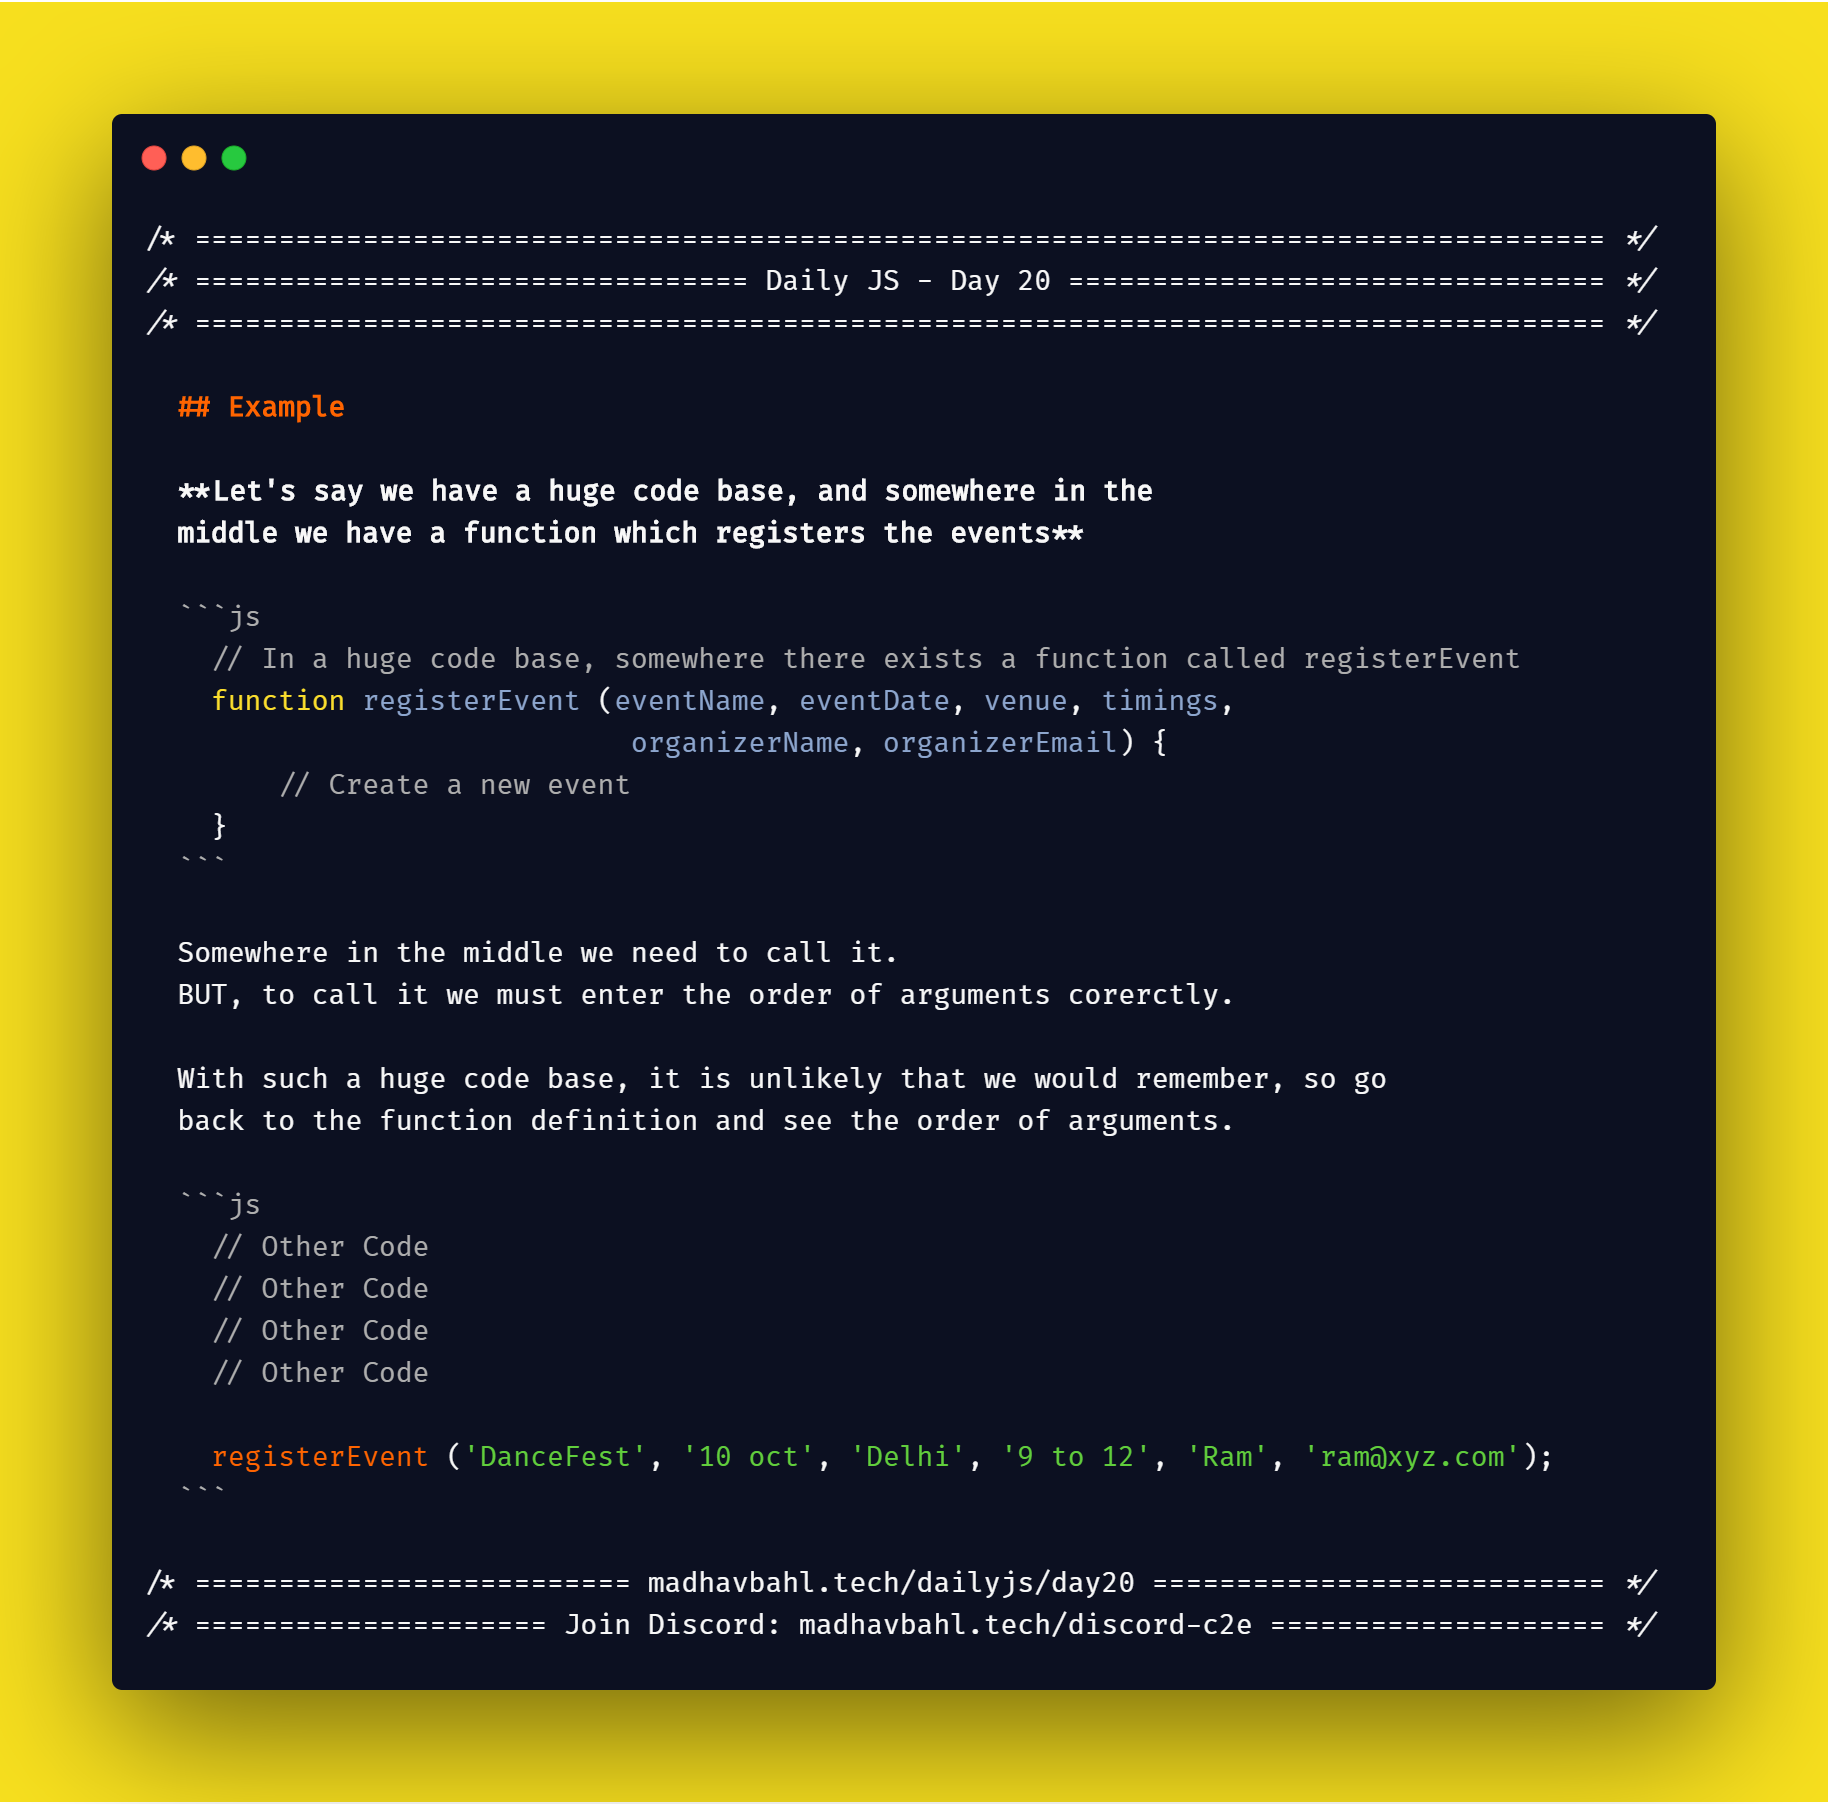 /* ==================================================================================== */
/* ================================= Daily JS - Day 20 ================================ */
/* ==================================================================================== */
## Example
**Let's say we have a huge code base, and somewhere in the
middle we have a function which registers the events**
```js
// In a huge code base, somewhere there exists a function called registerEvent
function registerEvent (eventName, eventDate, venue, timings,
organizerName, organizerEmail) {
// Create a new event
}
```
Somewhere in the middle we need to call it.
BUT, to call it we must enter the order of arguments corerctly.
With such a huge code base, it is unlikely that we would remember, so go
back to the function definition and see the order of arguments.
```js
// Other Code
// Other Code
// Other Code
// Other Code
registerEvent ('DanceFest', '10 oct', 'Delhi', '9 to 12', 'Ram', 'ram@xyz.com');
```
/* ========================== madhavbahl.tech/dailyjs/day20 =========================== */
/* ===================== Join Discord: madhavbahl.tech/discord-c2e ==================== */